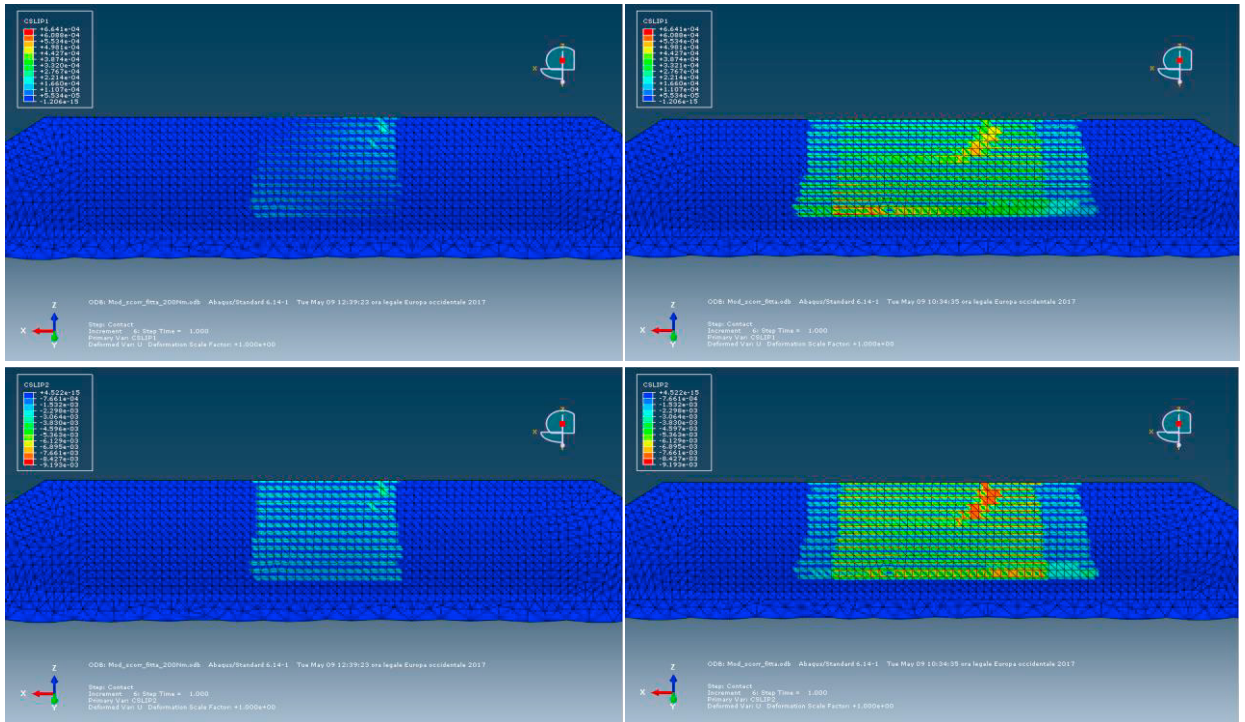 CSLIP1
+6.641e-04
+6.088e-04
+5.534e-04
+4.981e-04
+4.427e-04
+3.874e-04
+3.320e-04
+2.767e-04
+2.214e-04
+1.660e-04
+1.107e-04
+5.534e-05
-1.206e-15
X
Z
X
Y
ODB: Mod_scorr_fitta_200Nm.odb Abaqus/Standard 6.14-1 Tue May 09 12:39:23 ora legale Europa occidentale 2017
Step: Contact
Increment 6: Step Time = 1.000
Primary Var: CSLIP1
Deformed Var: U Deformation Scale Factor: +1.000e+00
CSLIP1
+6.641e-04
+6.088e-04
+5.534e-04
+4.981e-04
+4.427e-04
+3.874e-04
+3.321e-04
+2.767e-04
+2.214e-04
+1.660e-04
+1.107e-04
+5.534e-05
-1.206e-15
X
Z
X
Y
ODB: Mod_scorr_fitta.odb Abaqus/Standard 6.14-1 Tue May 09 10:34:35 ora legale Europa occidentale 2017
Step: Contact
Increment 6: Step Time = 1.000
Primary Var: CSLIP1
Deformed Var: U Deformation Scale Factor: +1.000e+00
CSLIP2
+4.522e-15
-7.661e-04
-1.532e-03
-2.298e-03
-3.064e-03
-3.830e-03
-4.596e-03
-5.363e-03
-6.129e-03
-6.895e-03
-7.661e-03
-8.427e-03
-9.193e-03
X
Z
X
Y
ODB: Mod_scorr_fitta_200Nm.odb Abaqus/Standard 6.14-1 Tue May 09 12:39:23 ora legale Europa occidentale 2017
Step: Contact
Increment 6: Step Time = 1.000
Primary Var: CSLIP2
Deformed Var: U Deformation Scale Factor: +1.000e+00
CSLIP2
+4.522e-15
-7.661e-04
-1.532e-03
-2.298e-03
-3.064e-03
-3.830e-03
-4.597e-03
-5.363e-03
-6.129e-03
-6.895e-03
-7.661e-03
-8.427e-03
-9.193e-03
X
Z
X
Y
ODB: Mod_scorr_fitta.odb Abaqus/Standard 6.14-1 Tue May 09 10:34:35 ora legale Europa occidentale 2017
Step: Contact
Increment 6: Step Time = 1.000
Primary Var: CSLIP2
Deformed Var: U Deformation Scale Factor: +1.000e+00